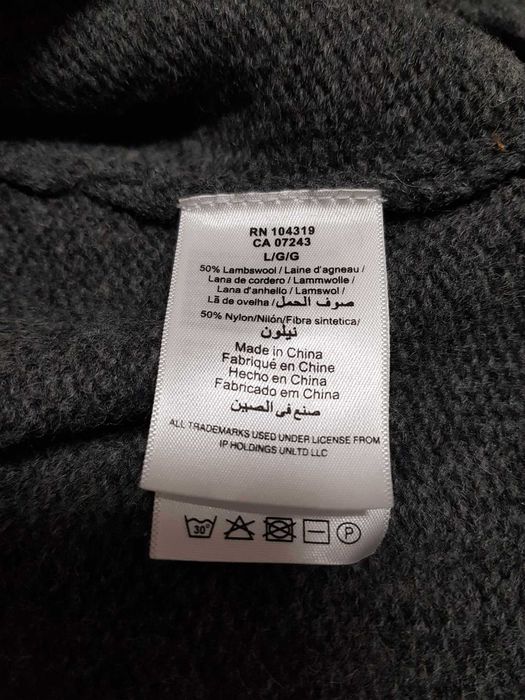 RN 104319
CA 07243
L/G/G
50% Lambswool / Laine d'agneau /
Lana de cordero / Lammwolle /
Lana d'anhello / Lamswol /
Lã de ovelha / صوف الحمل /
50% Nylon/Nilón/Fibra sintetica/
نيلون
Made in China
Fabriqué en Chine
Hecho en China
Fabricado em China
صنع في الصين
ALL TRADEMARKS USED UNDER LICENSE FROM
IP HOLDINGS UNLTD LLC
30° P